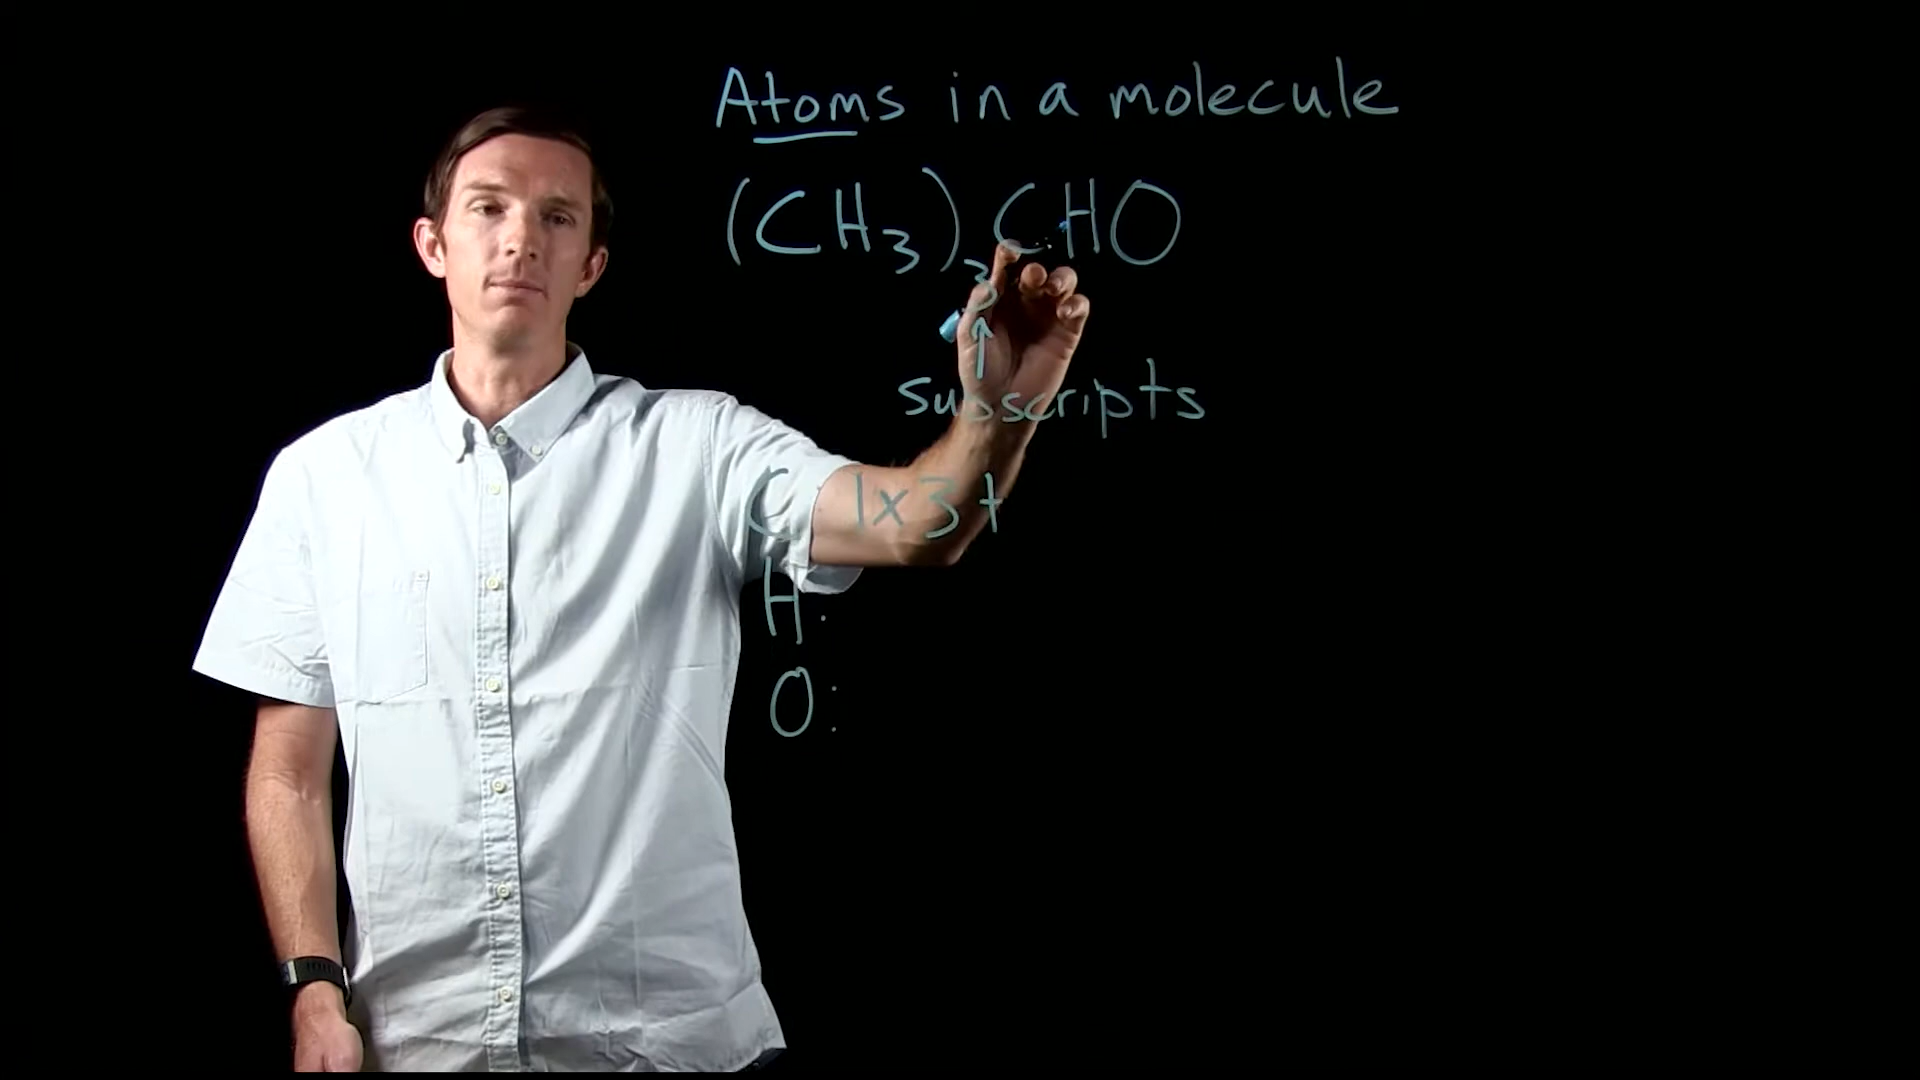 Atoms in a molecule
(CH₃)₃CHO
↑
subscripts
C: 1x3+
H:
O: